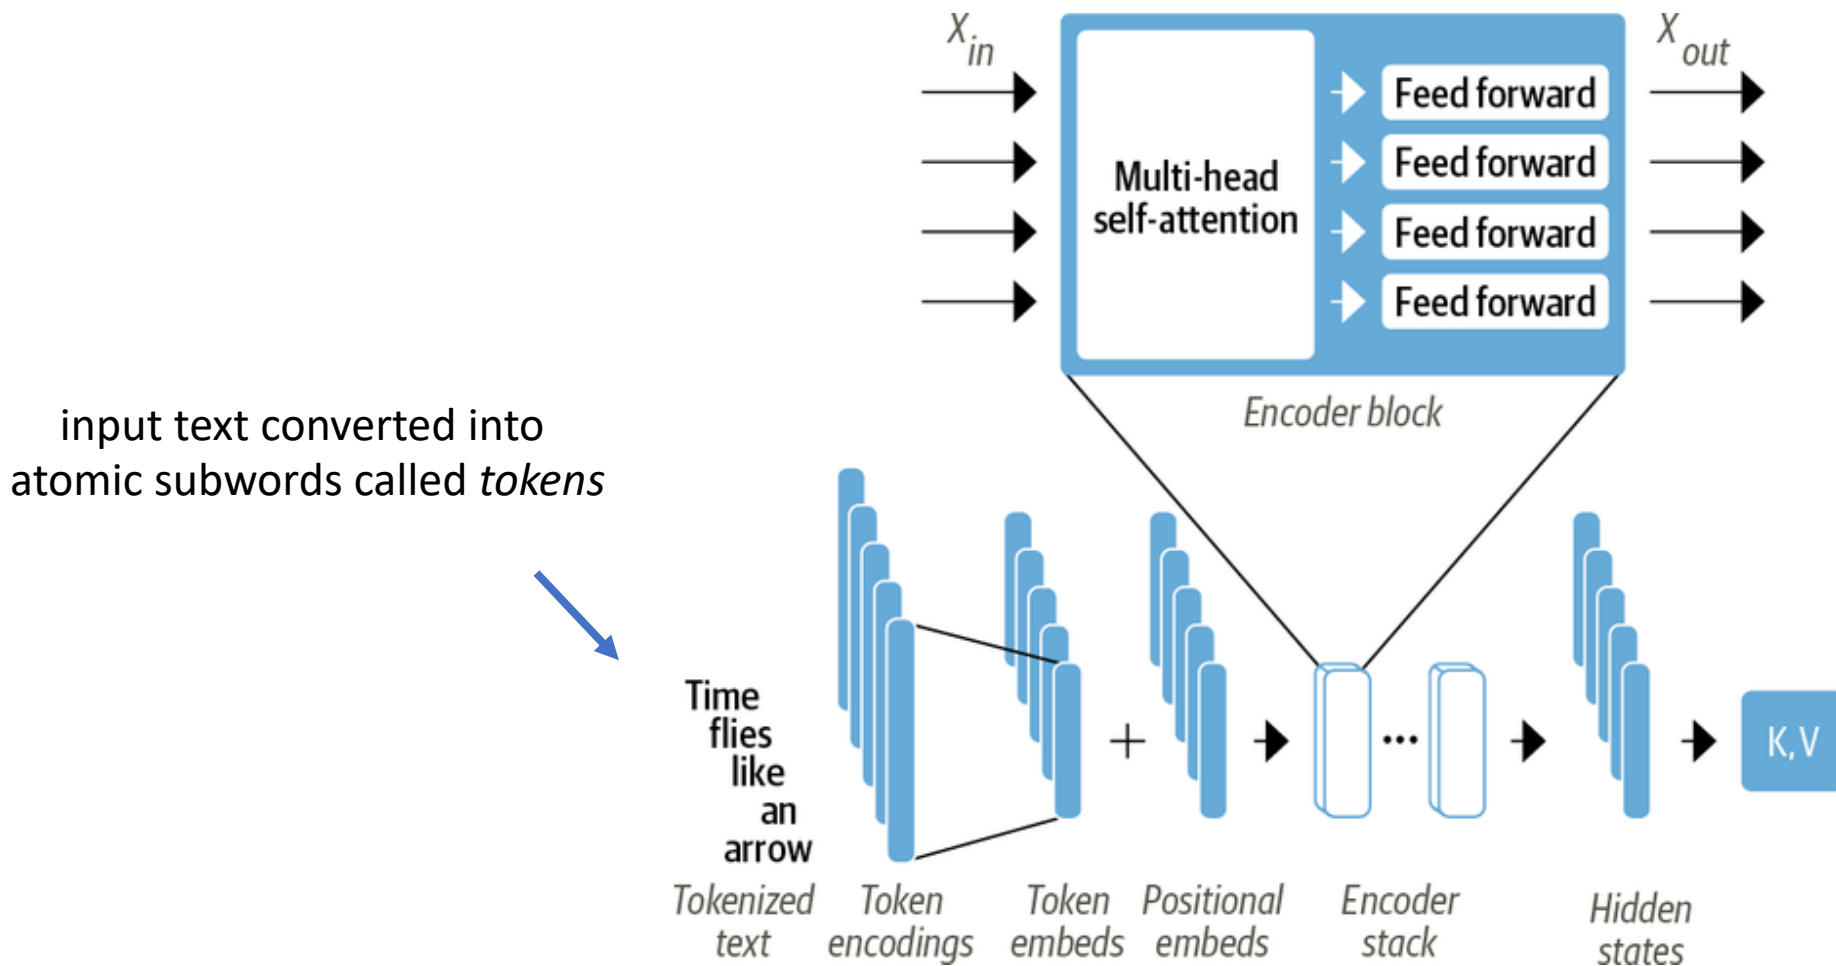 X in
X out
Multi-head
self-attention
Feed forward
Feed forward
Feed forward
Feed forward
Encoder block
input text converted into
atomic subwords called tokens
Time
flies
like
an
arrow
+
...
K,V
Tokenized
text
Token
encodings
Token
embeds
Positional
embeds
Encoder
stack
Hidden
states